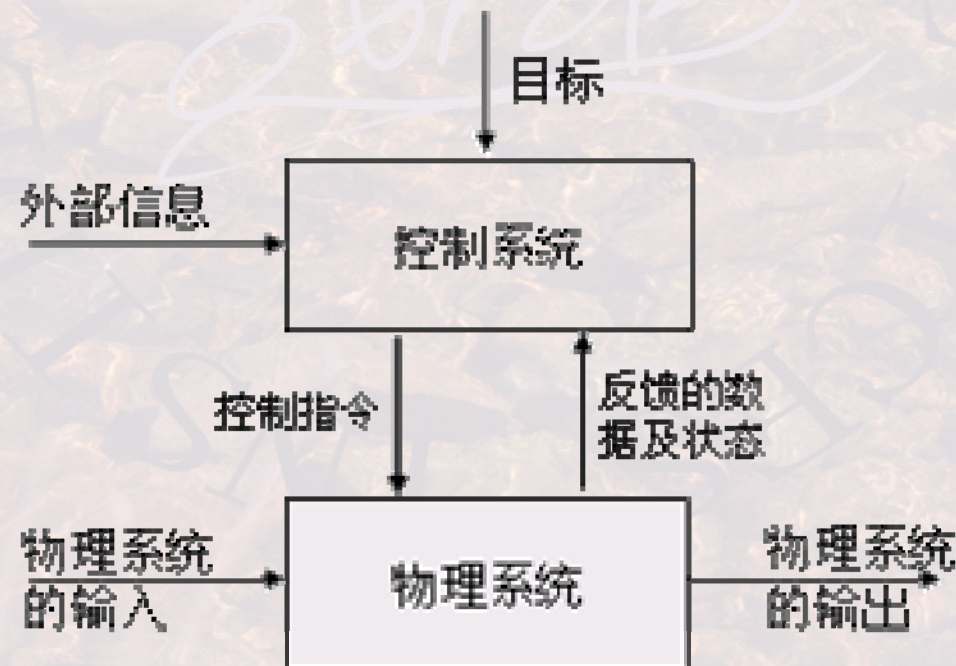 目标
外部信息
控制系统
控制指令
反馈的数
据及状态
物理系统
的输入
物理系统
物理系统
的输出